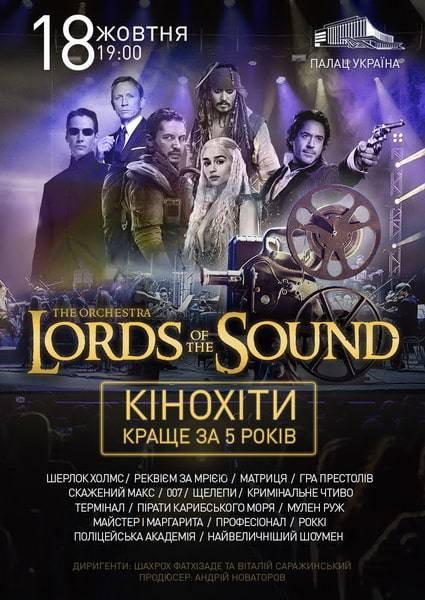 18 ЖОВТНЯ
19:00
ПАЛАЦ УКРАЇНА
THE ORCHESTRA
LORDS OF THE SOUND
КІНОХІТИ
КРАЩЕ ЗА 5 РОКІВ
ШЕРЛОК ХОЛМС / РЕКВІЄМ ЗА МРІЄЮ / МАТРИЦЯ / ГРА ПРЕСТОЛІВ
СКАЖЕНИЙ МАКС / 007 / ЩЕЛЕПИ / КРИМІНАЛЬНЕ ЧТИВО
ТЕРМІНАЛ / ПІРАТИ КАРИБСЬКОГО МОРЯ / МУЛЕН РУЖ
МАЙСТЕР І МАРГАРИТА / ПРОФЕСІОНАЛ / РОККІ
ПОЛІЦЕЙСЬКА АКАДЕМІЯ / НАЙВЕЛИЧНІШИЙ ШОУМЕН
ДИРИГЕНТИ: ШАХРОХ ФАТХІЗАДЕ ТА ВІТАЛІЙ САРАЖИНСЬКИЙ
ПРОДЮСЕР: АНДРІЙ НОВАТОРОВ